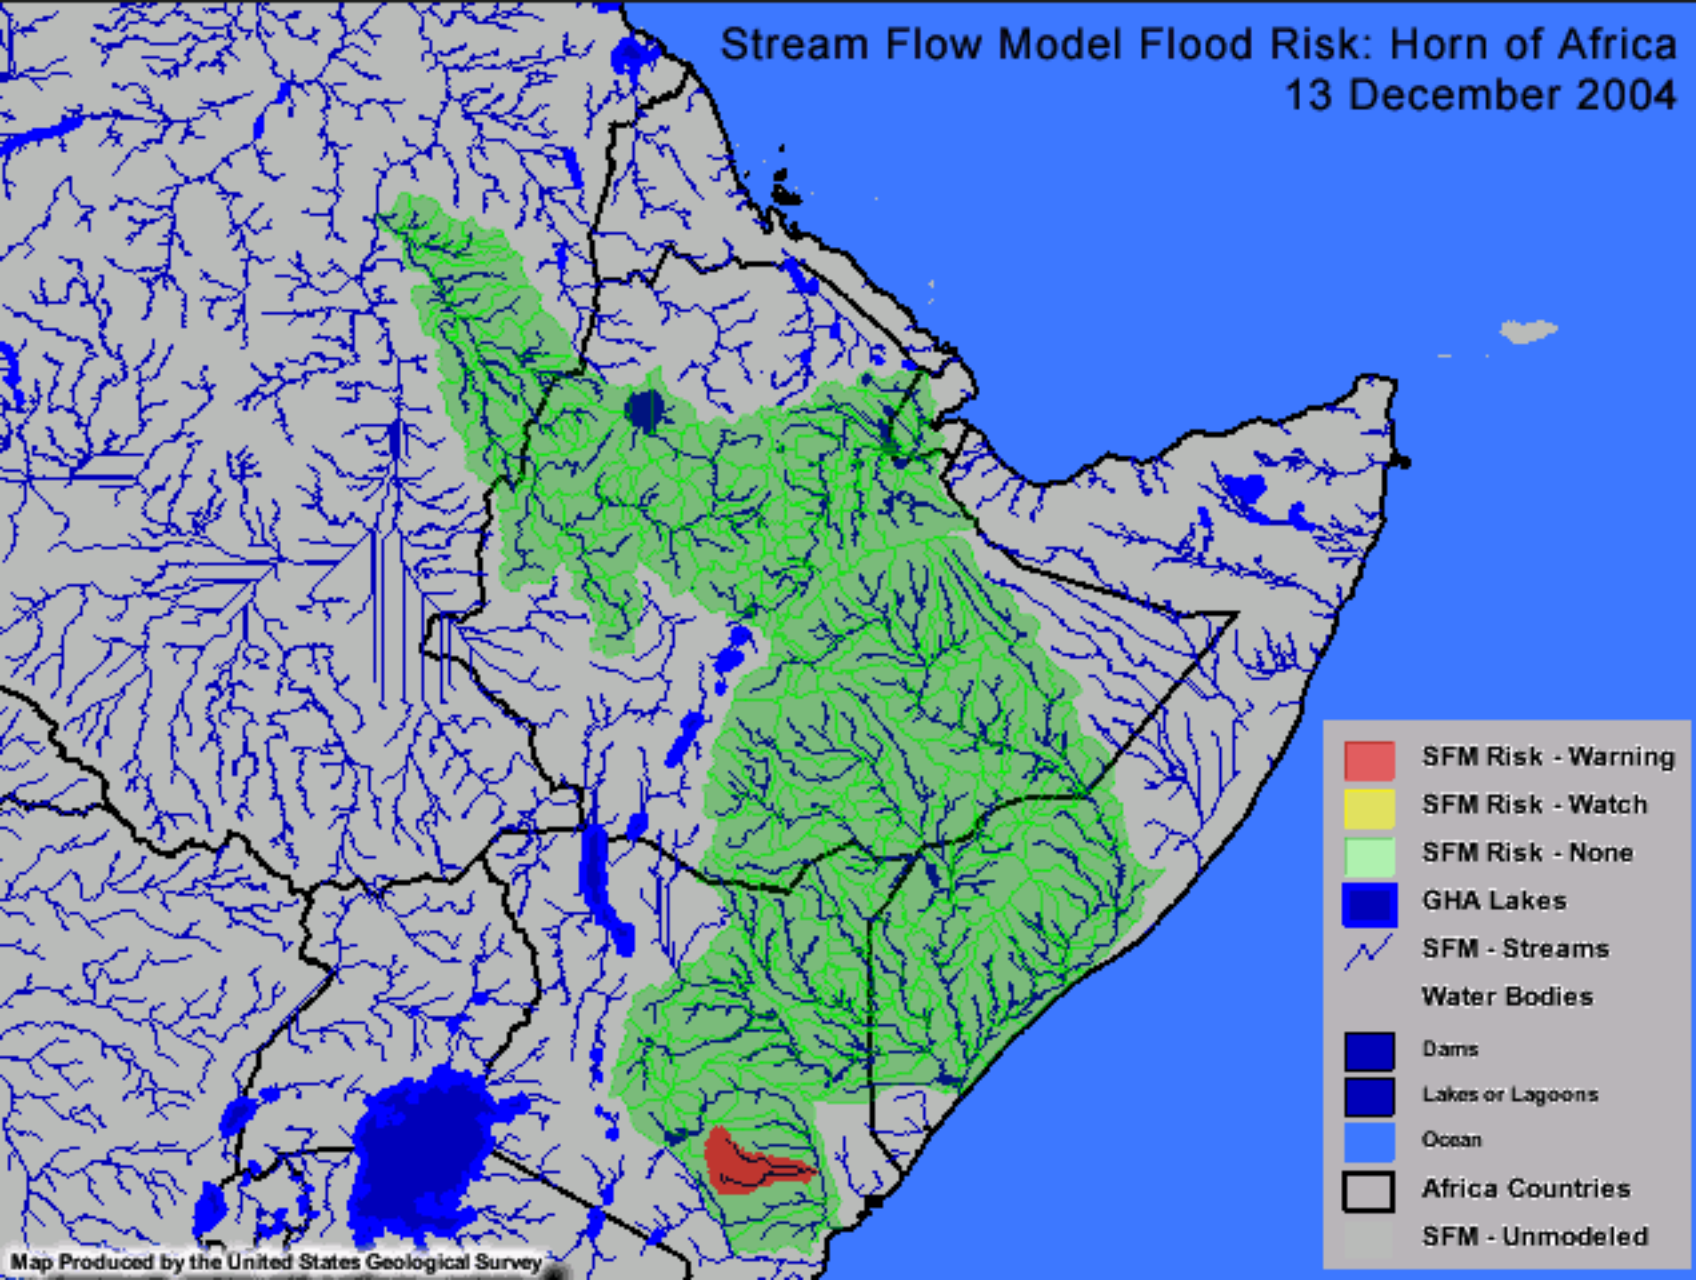 Stream Flow Model Flood Risk: Horn of Africa
13 December 2004
SFM Risk - Warning
SFM Risk - Watch
SFM Risk - None
GHA Lakes
SFM - Streams
Water Bodies
Dams
Lakes or Lagoons
Ocean
Africa Countries
SFM - Unmodeled
Map Produced by the United States Geological Survey